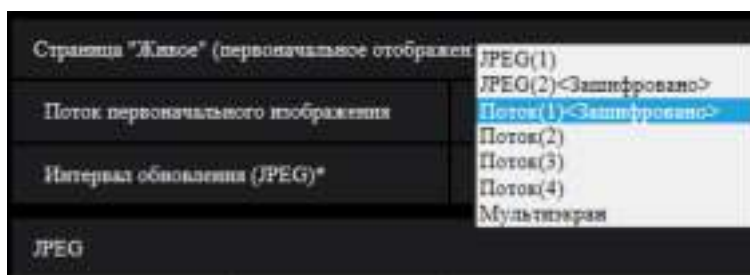 Страница "Живое" (первоначальное отображен
JPEG(1)
JPEG(2)<Зашифровано>
Поток первоначального изображения
Поток(1)<Зашифровано>
Поток(2)
Поток(3)
Интервал обновления (JPEG)*
Поток(4)
Мультиэкран
JPEG